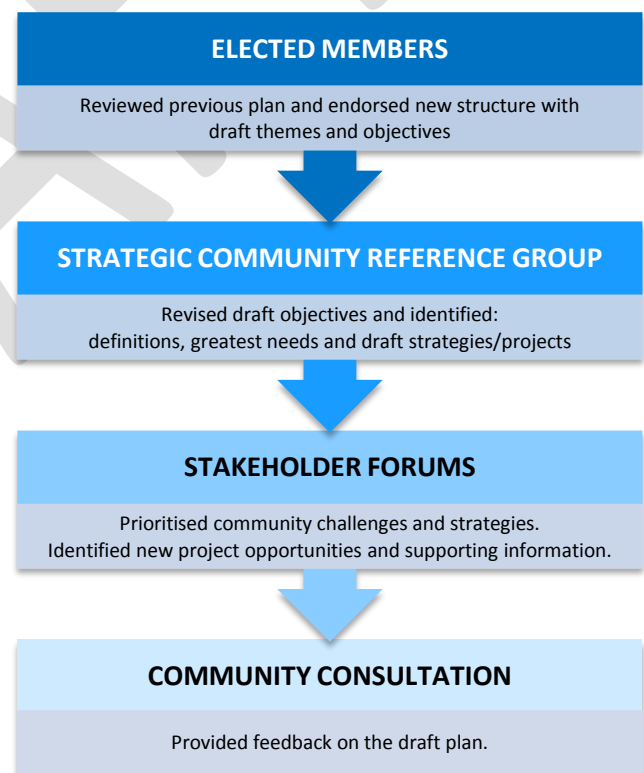 ELECTED MEMBERS
Reviewed previous plan and endorsed new structure with
draft themes and objectives
STRATEGIC COMMUNITY REFERENCE GROUP
Revised draft objectives and identified:
definitions, greatest needs and draft strategies/projects
STAKEHOLDER FORUMS
Prioritised community challenges and strategies.
Identified new project opportunities and supporting information.
COMMUNITY CONSULTATION
Provided feedback on the draft plan.